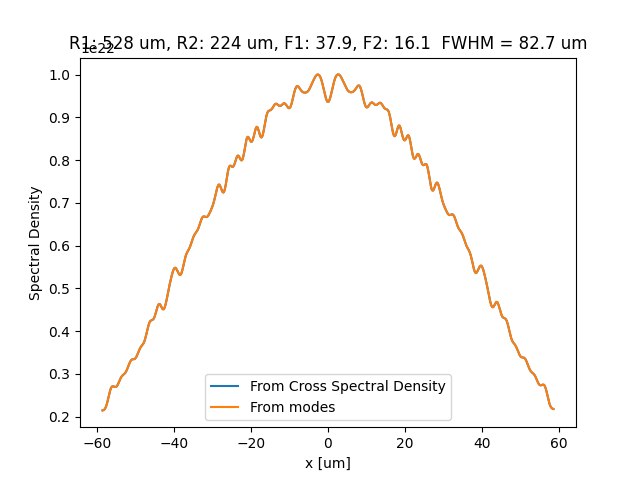 R1: 528 um, R2: 224 um, F1: 37.9, F2: 16.1  FWHM = 82.7 um
1e22
1.0
0.9
0.8
0.7
0.6
0.5
0.4
0.3
0.2
Spectral Density
From Cross Spectral Density
From modes
−60 −40 −20 0 20 40 60
x [um]